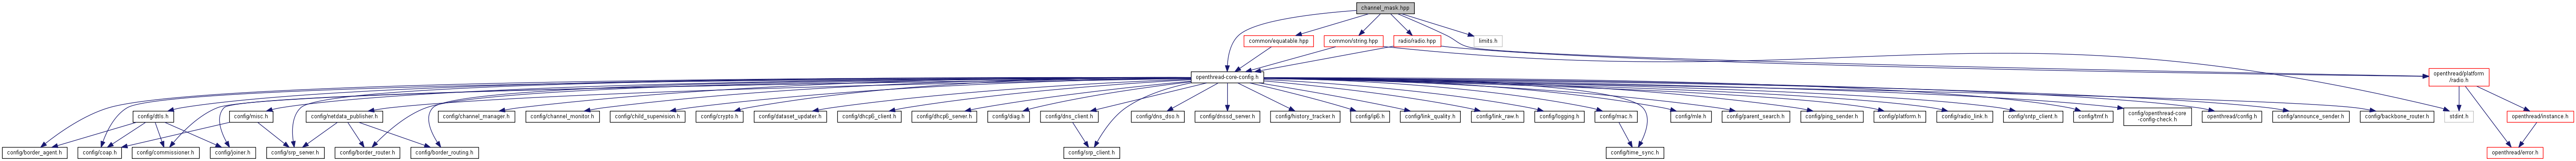 channel_mask.hpp
common/equatable.hpp
common/string.hpp
radio/radio.hpp
limits.h
openthread-core-config.h
openthread/platform
/radio.h
config/dtls.h
config/misc.h
config/netdata_publisher.h
config/channel_manager.h
config/channel_monitor.h
config/child_supervision.h
config/crypto.h
config/dataset_updater.h
config/dhcp6_client.h
config/dhcp6_server.h
config/diag.h
config/dns_client.h
config/dns_dso.h
config/dnssd_server.h
config/history_tracker.h
config/ip6.h
config/link_quality.h
config/link_raw.h
config/logging.h
config/mac.h
config/mle.h
config/parent_search.h
config/ping_sender.h
config/platform.h
config/radio_link.h
config/sntp_client.h
config/tmf.h
config/openthread-core
-config-check.h
openthread/config.h
config/announce_sender.h
config/backbone_router.h
stdint.h
openthread/instance.h
config/border_agent.h
config/coap.h
config/commissioner.h
config/joiner.h
config/srp_server.h
config/border_router.h
config/border_routing.h
config/srp_client.h
config/time_sync.h
openthread/error.h